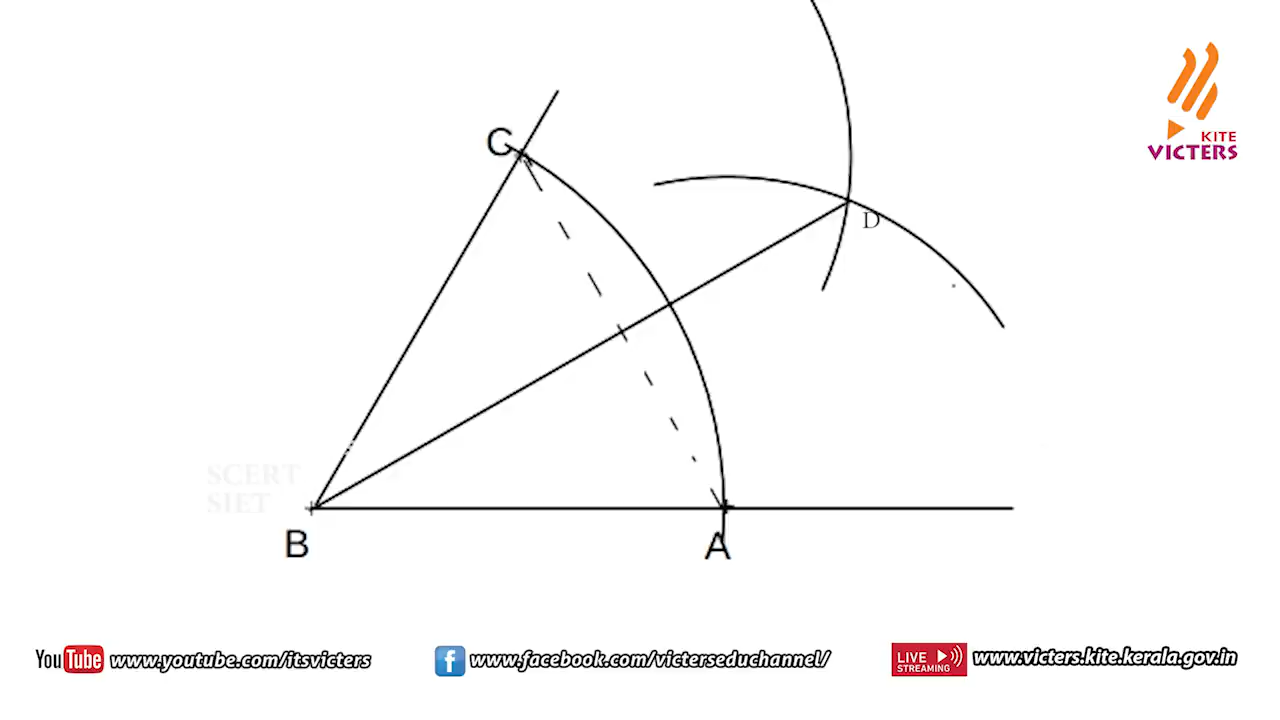 C
KITE
VICTERS
D
SCERT
SIET
B
A
YouTube www.youtube.com/itsvicters
f www.facebook.com/victerseduchannel/
LIVE STREAMING www.victers.kite.kerala.gov.in